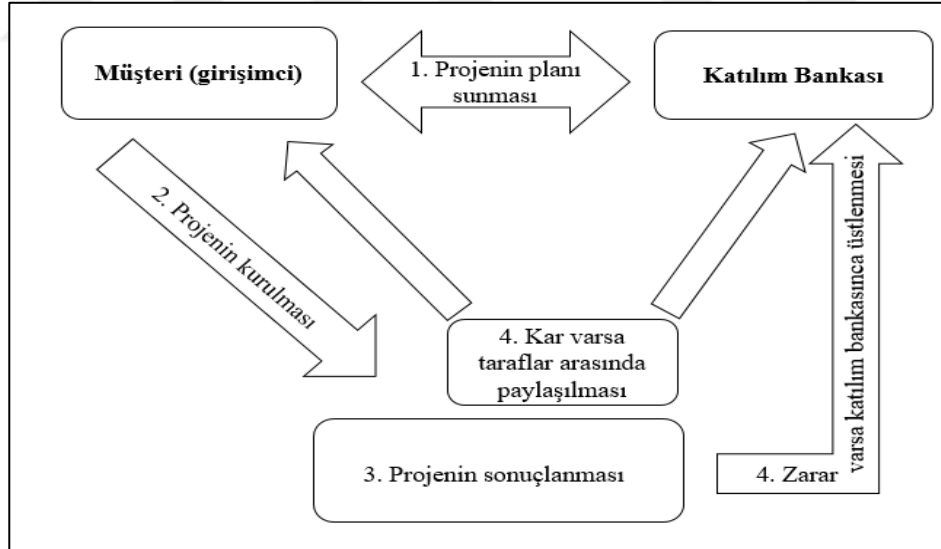 Müşteri (girişimci)
1. Projenin planı
sunması
Katılım Bankası
2. Projenin kurulması
4. Kar varsa
taraflar arasında
paylaşılması
3. Projenin sonuçlanması
4. Zarar
varsa katılım bankasınca üstlenmesi